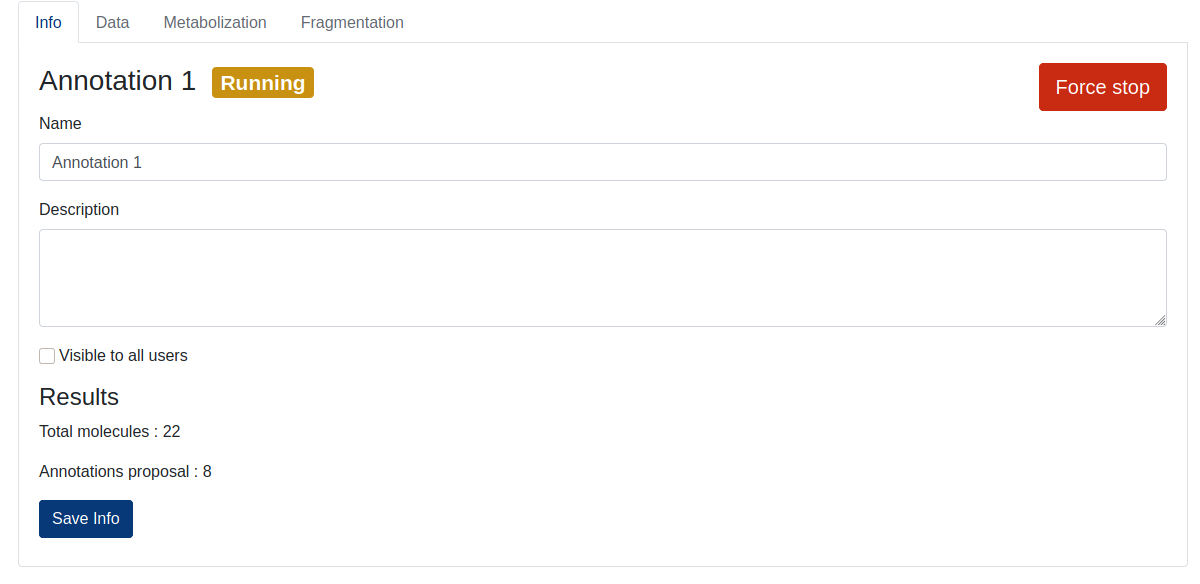 Info Data Metabolization Fragmentation
Annotation 1 Running Force stop
Name
Annotation 1
Description
Visible to all users
Results
Total molecules : 22
Annotations proposal : 8
Save Info